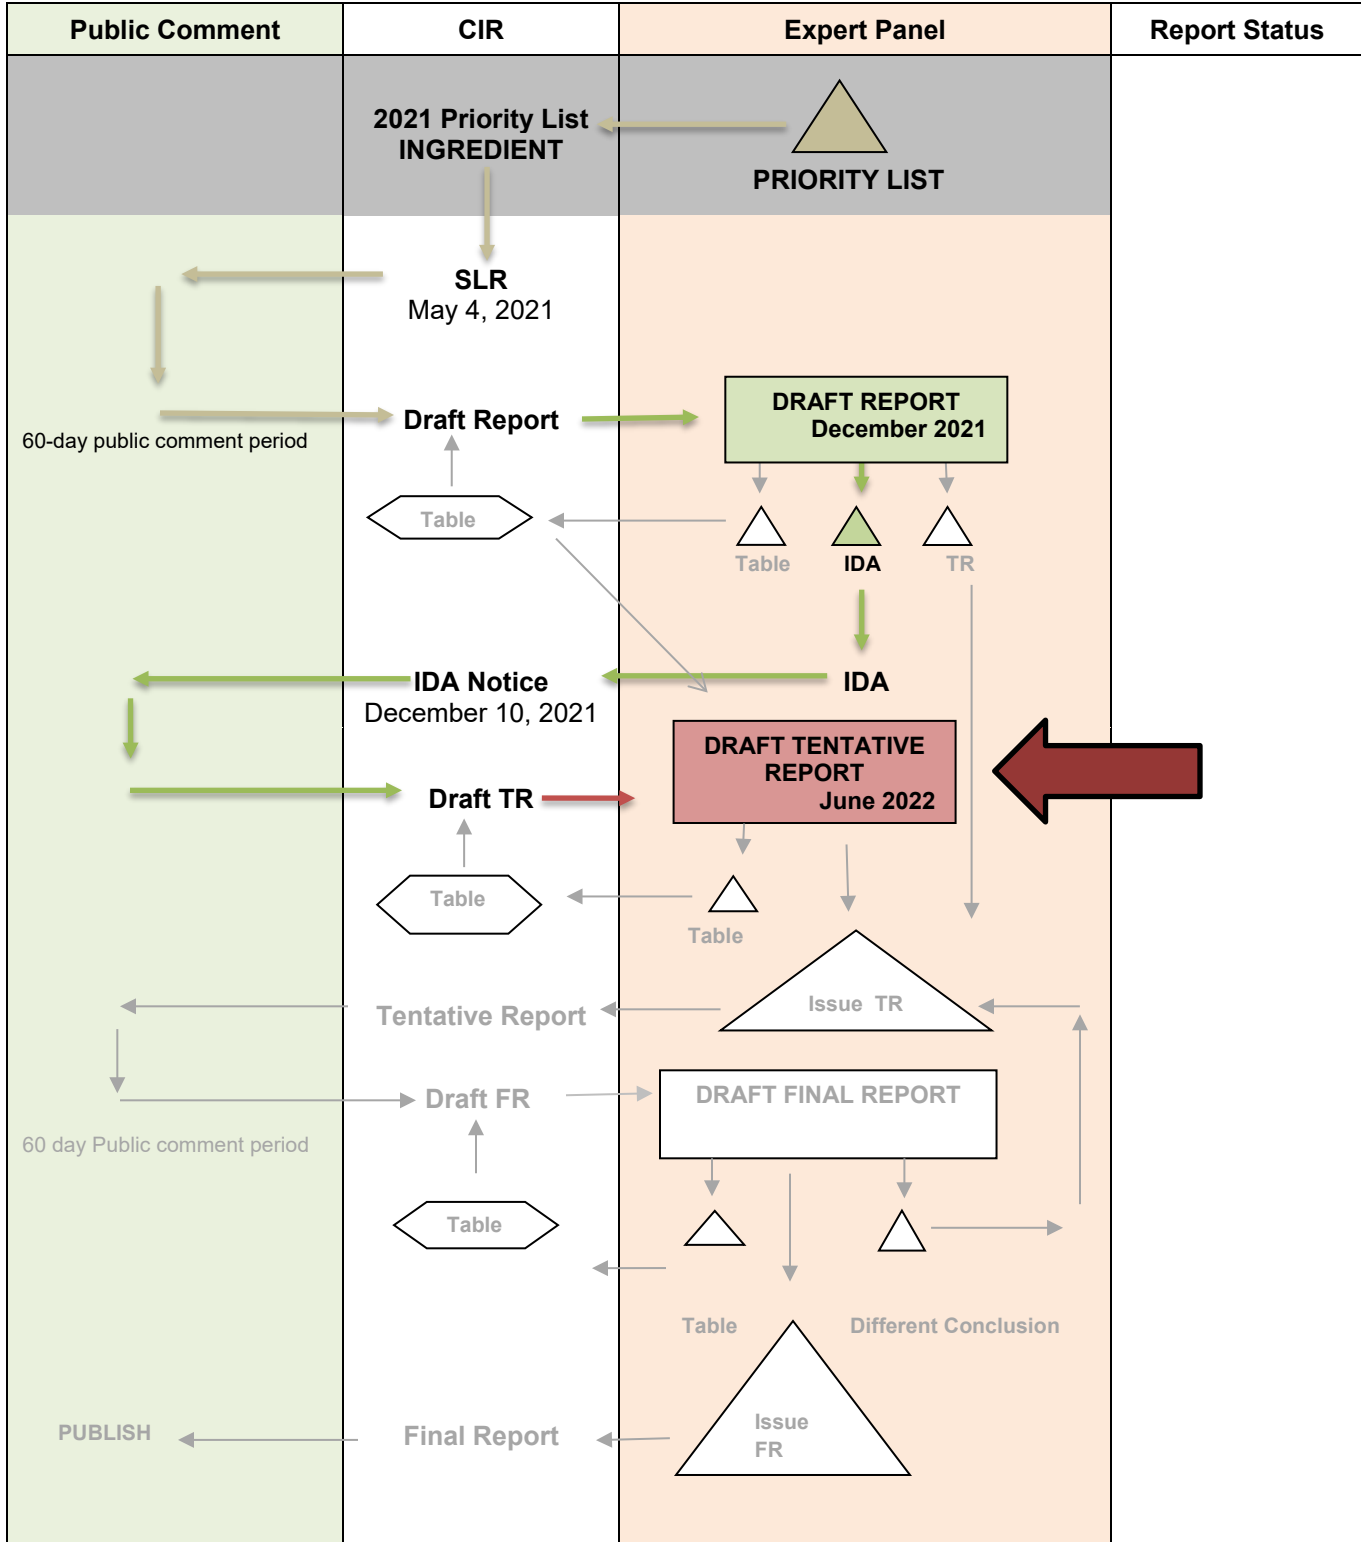 Public Comment
CIR
Expert Panel
Report Status
2021 Priority List
INGREDIENT
PRIORITY LIST
SLR
May 4, 2021
60-day public comment period
Draft Report
DRAFT REPORT
December 2021
Table
Table
IDA
TR
IDA Notice
December 10, 2021
IDA
DRAFT TENTATIVE
REPORT
June 2022
Draft TR
Table
Table
Tentative Report
Issue TR
Draft FR
DRAFT FINAL REPORT
60 day Public comment period
Table
Table
Different Conclusion
PUBLISH
Final Report
Issue
FR